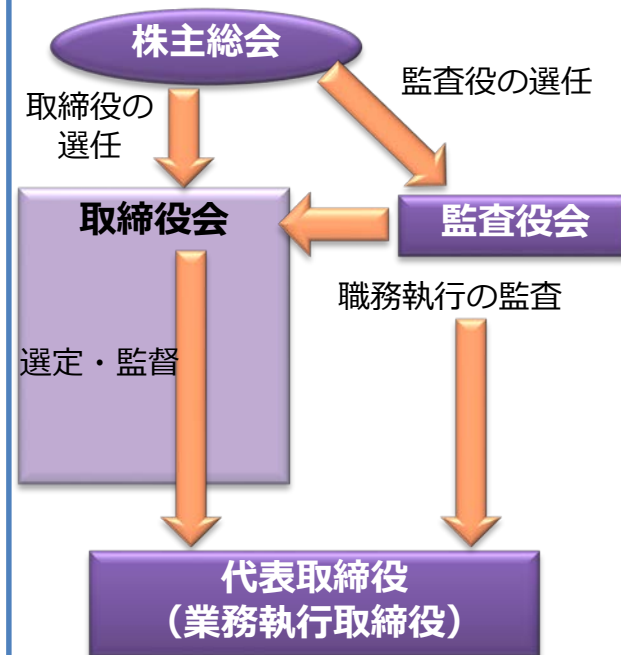 株主総会
監査役の選任
取締役の
選任
取締役会
監査役会
職務執行の監査
選定・監督
代表取締役
（業務執行取締役）